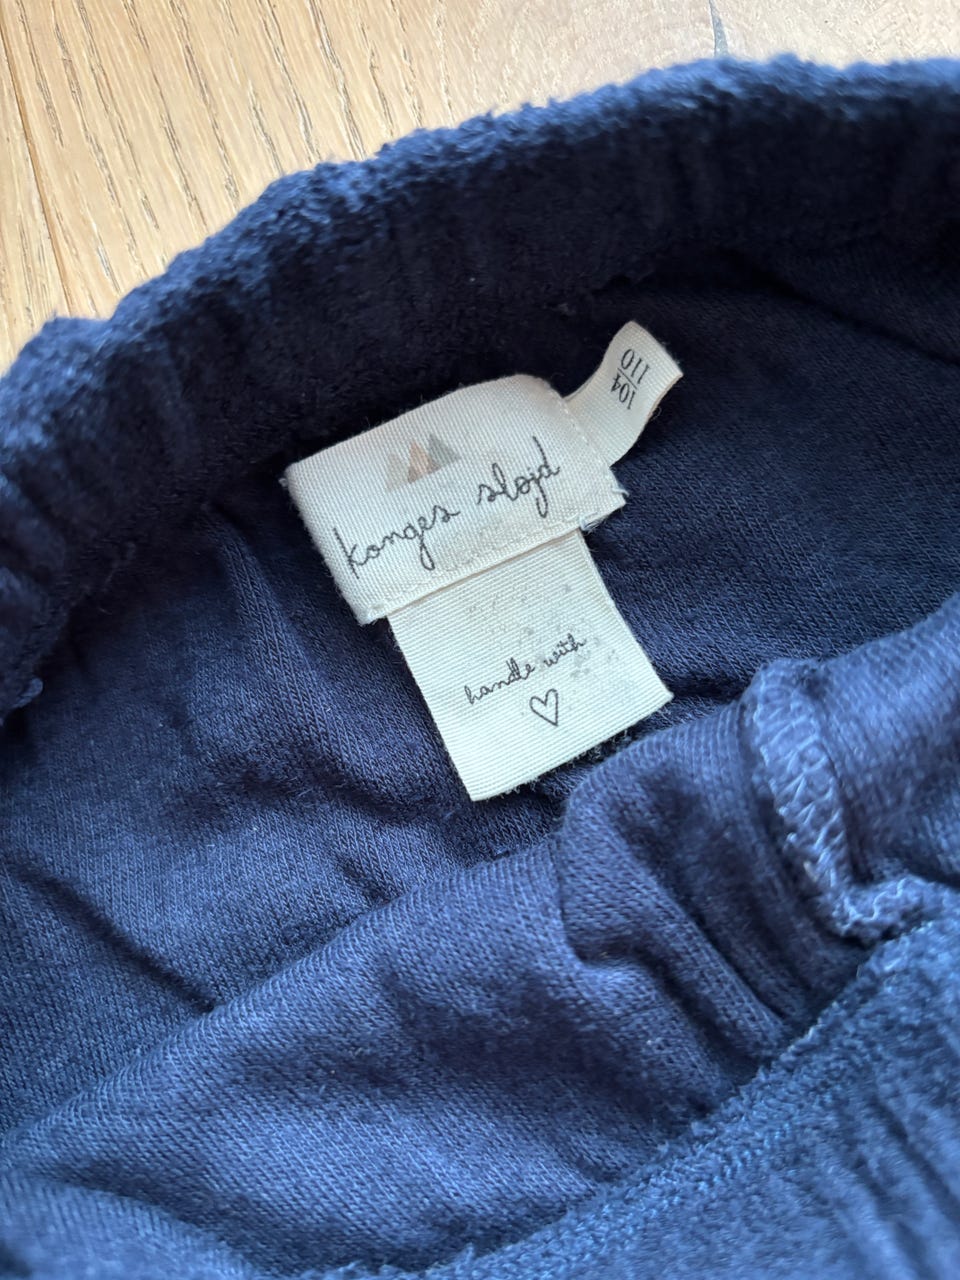 konges sløjd
104
110
handle with
♡